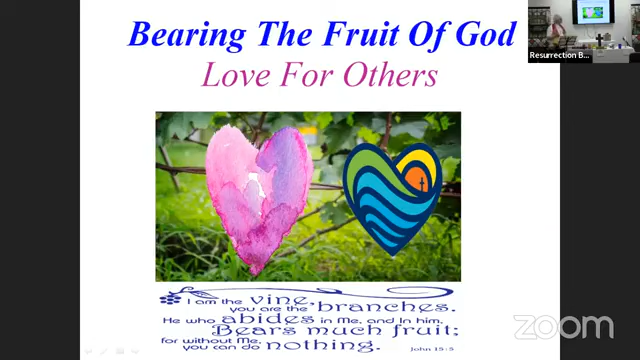 Bearing The Fruit Of God
Love For Others
Resurrection B...
I am the vine,
you are the branches.
He who abides in Me, and In him,
Bears much fruit;
for without Me,
you can do nothing.
John 15:5
zoom